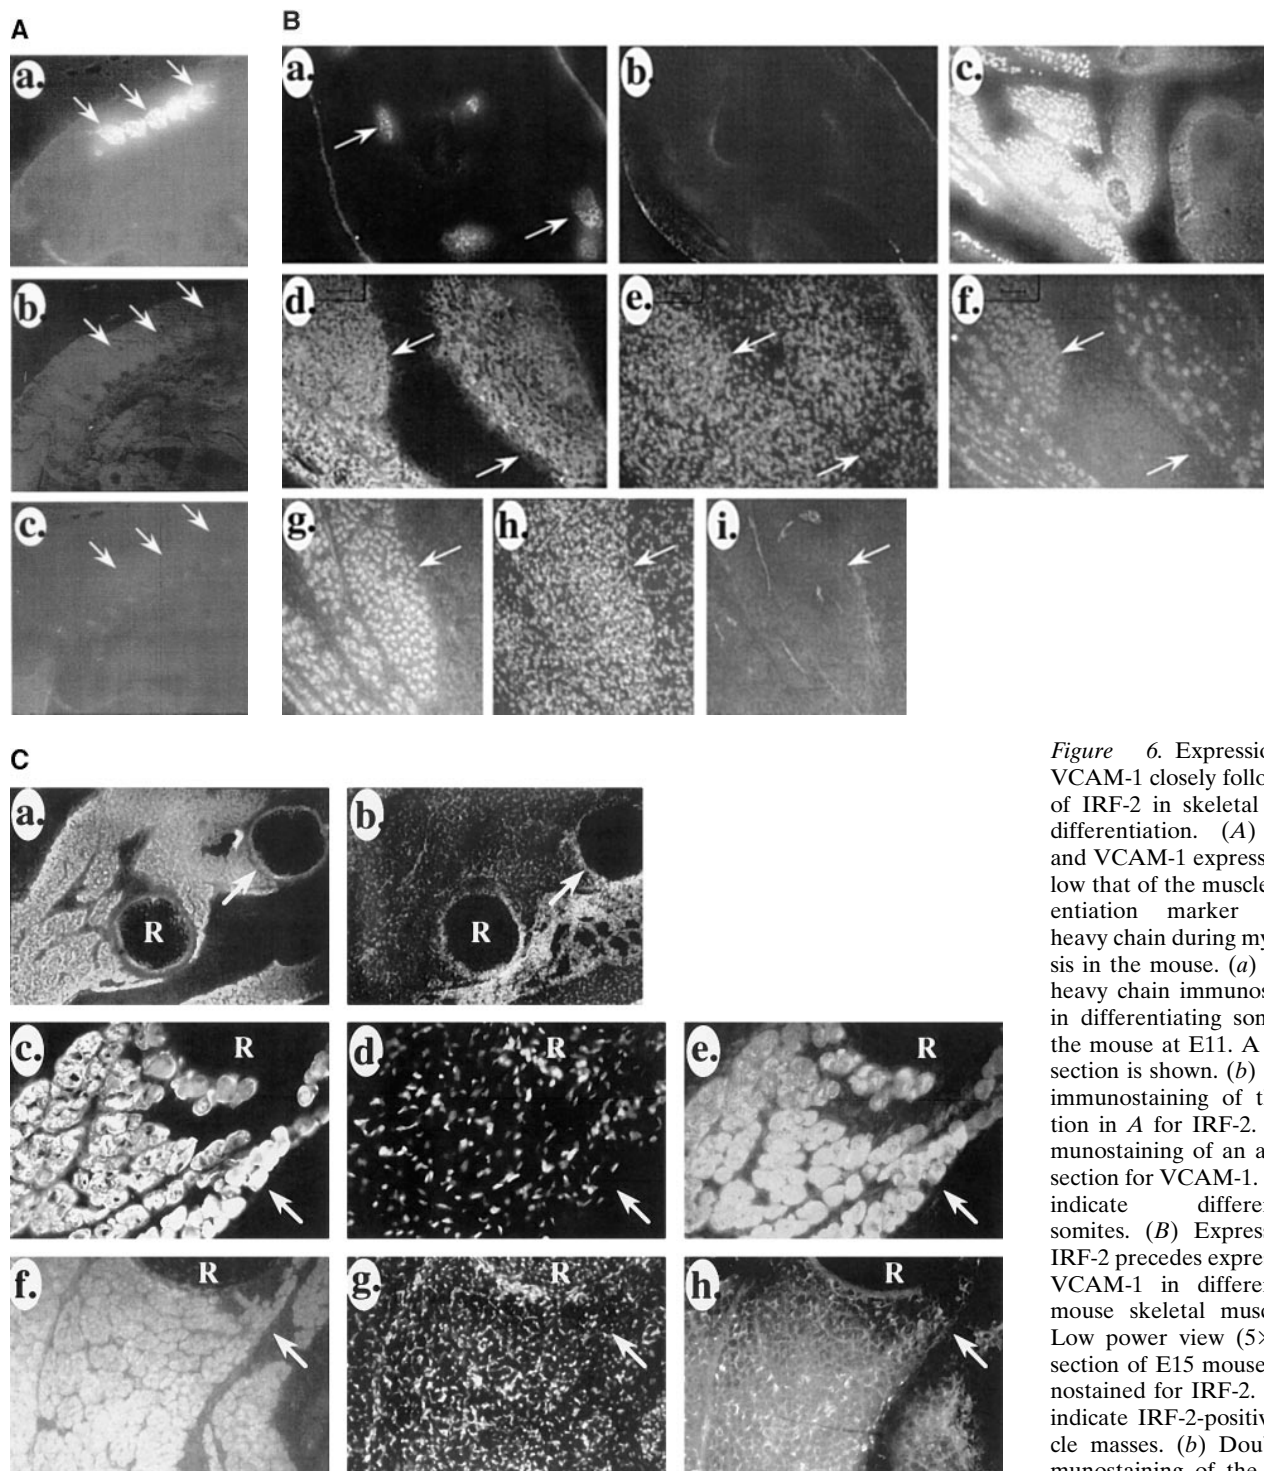 A
a.
b.
c.
B
a.
b.
c.
d.
e.
f.
g.
h.
i.
C
a.
R
b.
R
c.
R
d.
R
e.
R
f.
R
g.
R
h.
R
Figure 6. Expressio
VCAM-1 closely follo
of IRF-2 in skeletal
differentiation. (A)
and VCAM-1 express
low that of the muscle
entiation marker
heavy chain during my
sis in the mouse. (a)
heavy chain immunos
in differentiating son
the mouse at E11. A
section is shown. (b)
immunostaining of t
tion in A for IRF-2.
munostaining of an a
section for VCAM-1.
indicate differe
somites. (B) Express
IRF-2 precedes expre
VCAM-1 in differe
mouse skeletal musc
Low power view (5×
section of E15 mouse
nostained for IRF-2.
indicate IRF-2-positiv
cle masses. (b) Doub
munostaining of the